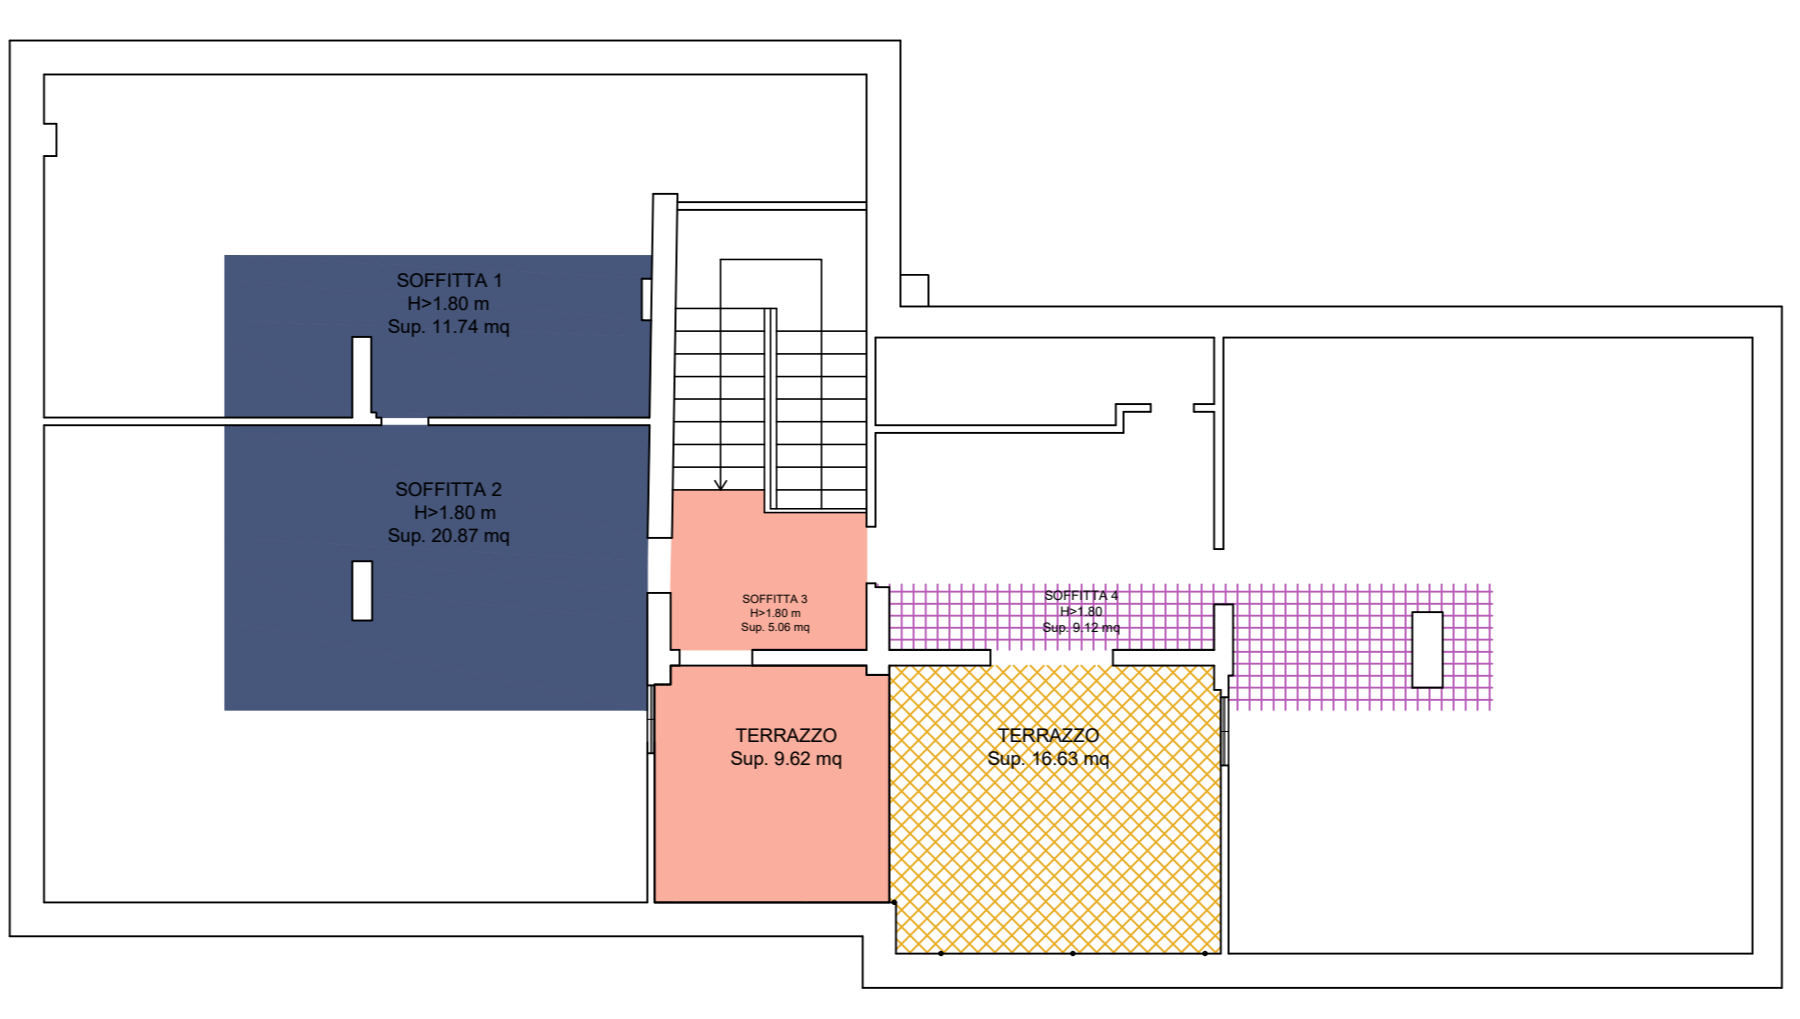 SOFFITTA 1
H>1.80 m
Sup. 11.74 mq
SOFFITTA 2
H>1.80 m
Sup. 20.87 mq
SOFFITTA 3
H>1.80 m
Sup. 5.06 mq
SOFFITTA 4
H>1.80
Sup. 9.12 mq
TERRAZZO
Sup. 9.62 mq
TERRAZZO
Sup. 16.63 mq